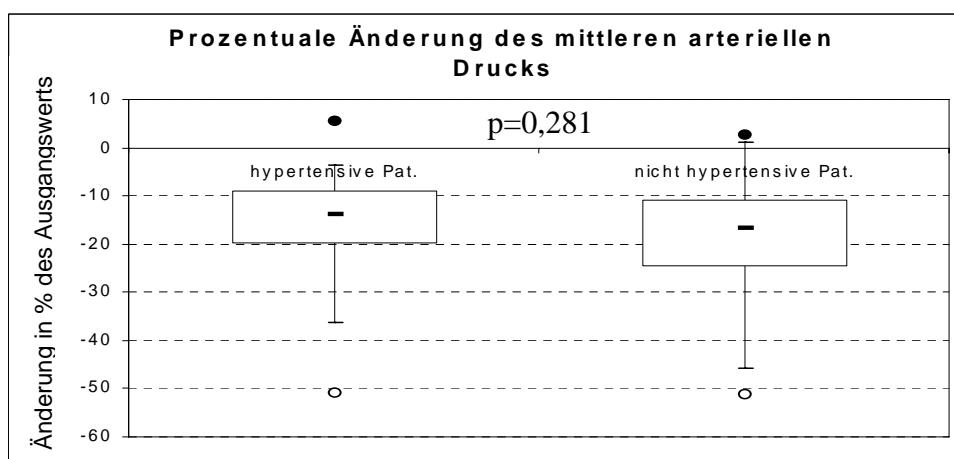 Prozentuale Änderung des mittleren arteriellen
Drucks
Änderung in % des Ausgangswerts
10
p=0,281
0
hypertensive Pat.
nicht hypertensive Pat.
-10
-20
-30
-40
-50
-60